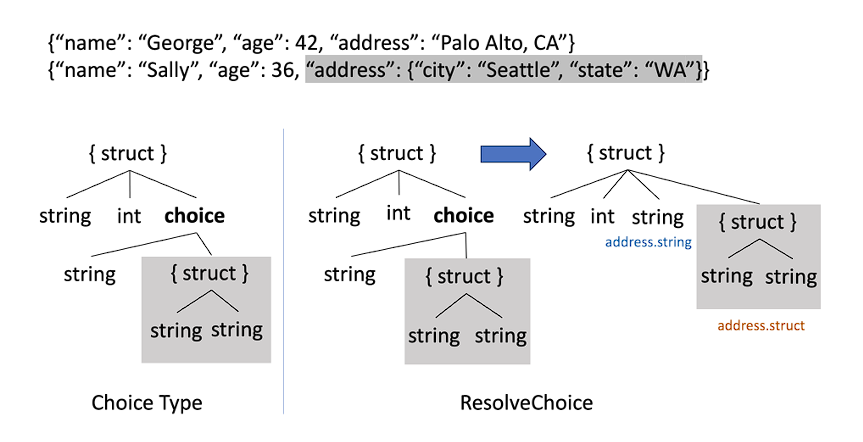 {“name”: “George”, “age”: 42, “address”: “Palo Alto, CA”}
{“name”: “Sally”, “age”: 36, “address”: {“city”: “Seattle”, “state”: “WA”}}
{ struct }
string int choice
string { struct }
string string
Choice Type
{ struct }
string int choice
string { struct }
string string
{ struct }
string int string { struct }
address.string
string string
address.struct
ResolveChoice